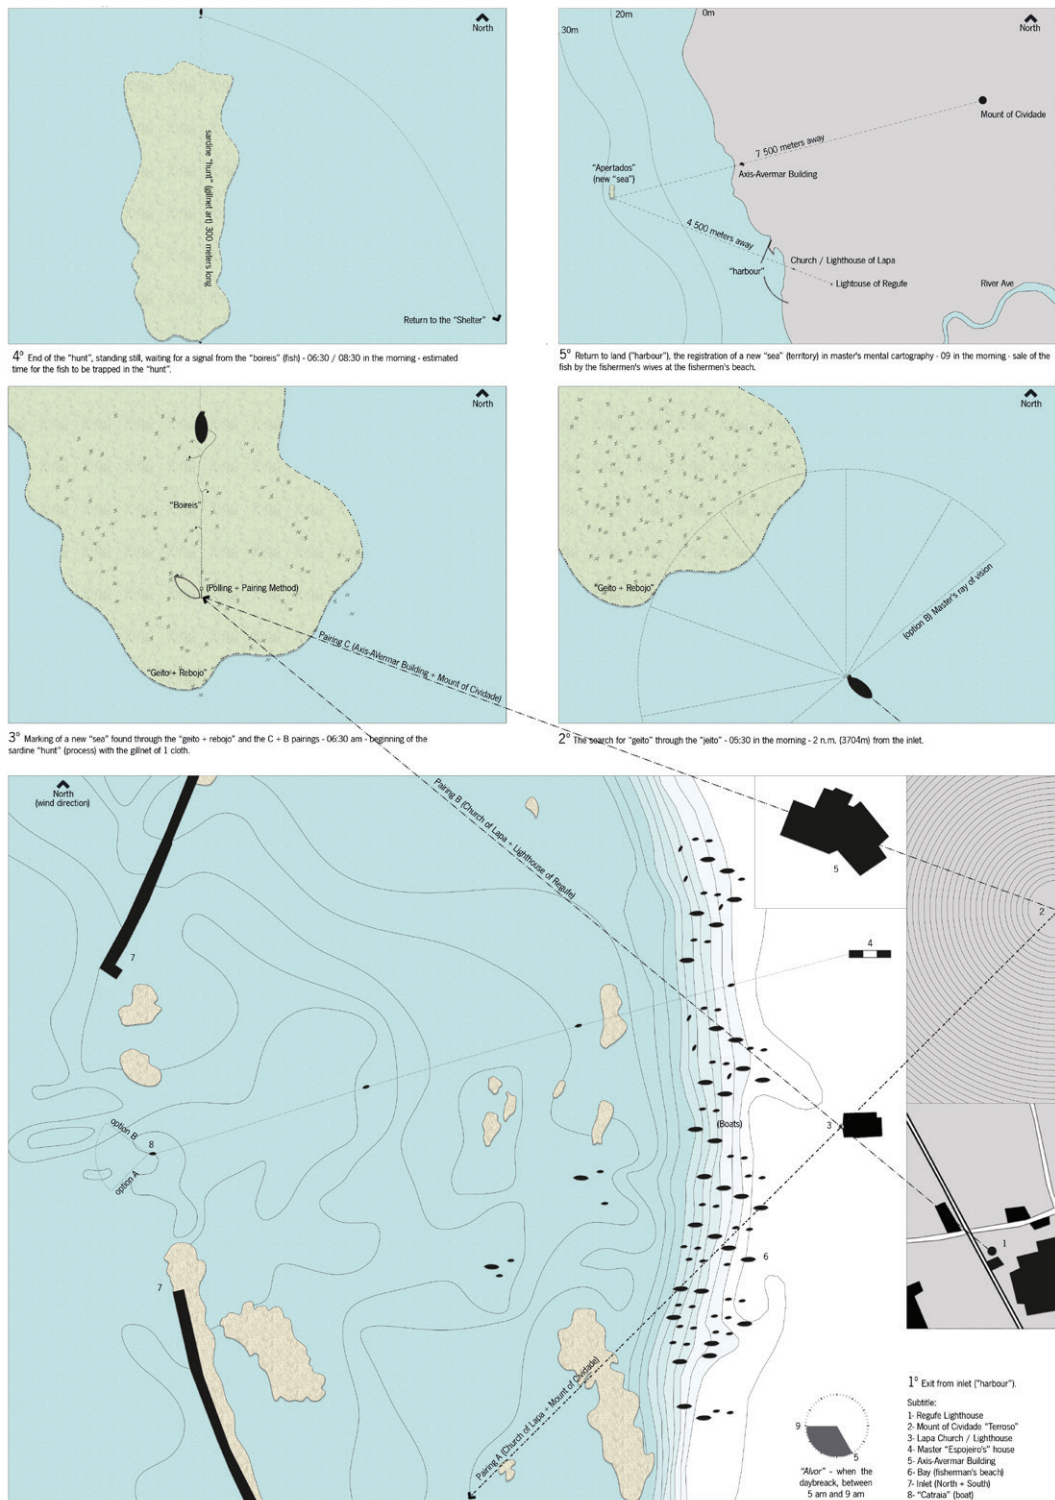 North
sardine "hunt" (gillnet art) 300 meters long
Return to the "Shelter"
4º End of the "hunt", standing still, waiting for a signal from the "boireis" (fish) - 06:30 / 08:30 in the morning - estimated
time for the fish to be trapped in the "hunt".
30m
20m
0m
North
Mount of Cividade
7 500 meters away
"Apertados"
(new "sea")
Axis-Avermar Building
4 500 meters away
Church / Lighthouse of Lapa
"harbour"
Lightouse of Regufe
River Ave
5º Return to land ("harbour"), the registration of a new "sea" (territory) in master's mental cartography - 09 in the morning - sale of the
fish by the fishermen's wives at the fishermen's beach.
North
"Boireis"
(Polling + Pairing Method)
"Geito + Rebojo"
Pairing C (Axis-AVermar Building + Mount of Cividade)
3º Marking of a new "sea" found through the "geito + rebojo" and the C + B pairings - 06:30 am - beginning of the
sardine "hunt" (process) with the gillnet of 1 cloth.
North
"Geito + Rebojo"
(option B) Master's ray of vision
2º The search for "geito" through the "jeito" - 05:30 in the morning - 2 n.m. (3704m) from the inlet.
North
(wind direction)
Pairing B (Church of Lapa + Lighthouse of Regufe)
5
2
4
7
(Boats)
3
option B
8
option A
1
6
7
Pairing A (Church of Lapa + Mount of Cividade)
9
5
"Alvor" - when the
daybreack, between
5 am and 9 am
1º Exit from inlet ("harbour").
Subtitle:
1- Regufe Lighthouse
2- Mount of Cividade "Terroso"
3- Lapa Church / Lighthouse
4- Master "Espojeiro's" house
5- Axis-Avermar Building
6- Bay (fisherman's beach)
7- Inlet (North + South)
8- "Catraia" (boat)